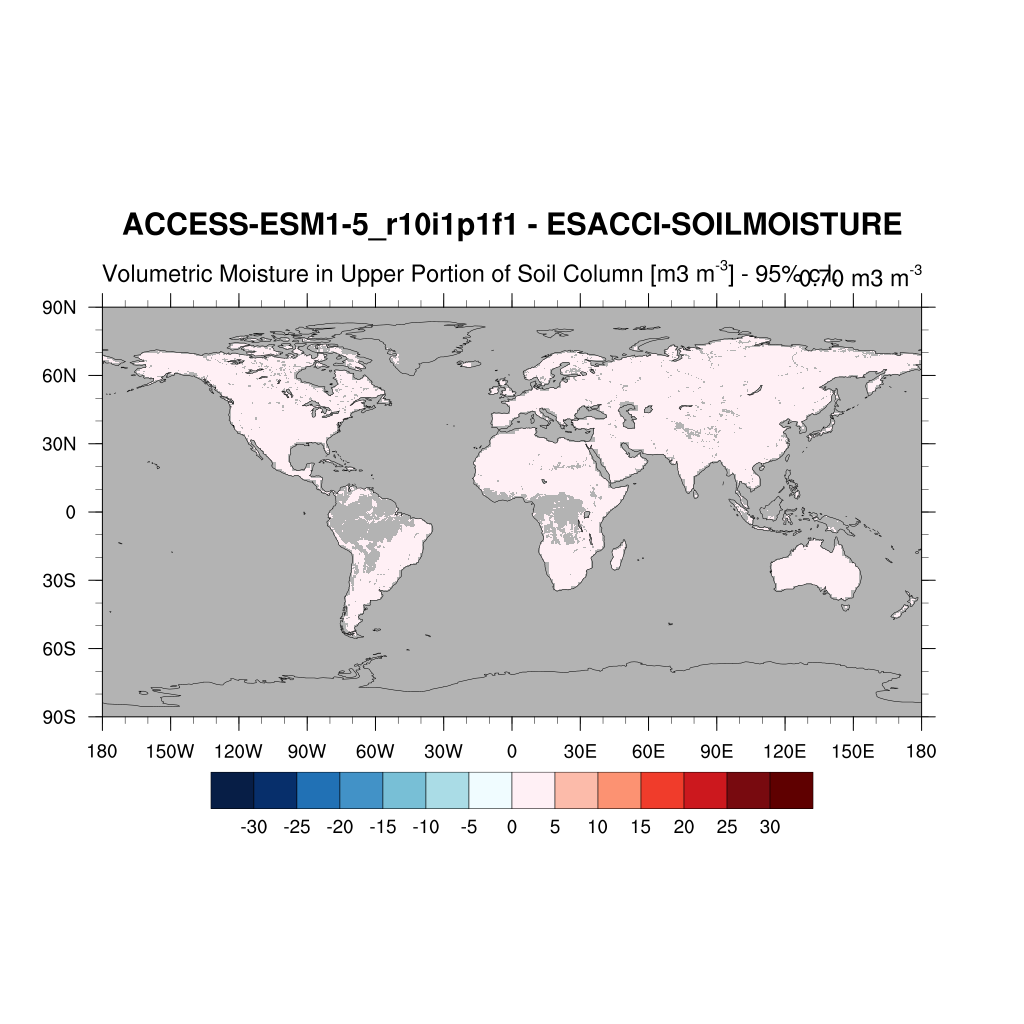 ACCESS-ESM1-5_r10i1p1f1 - ESACCI-SOILMOISTURE
Volumetric Moisture in Upper Portion of Soil Column [m3 m-3] - 95% c.l. 0.70 m3 m-3
90N
60N
30N
0
30S
60S
90S
180 150W 120W 90W 60W 30W 0 30E 60E 90E 120E 150E 180
-30 -25 -20 -15 -10 -5 0 5 10 15 20 25 30